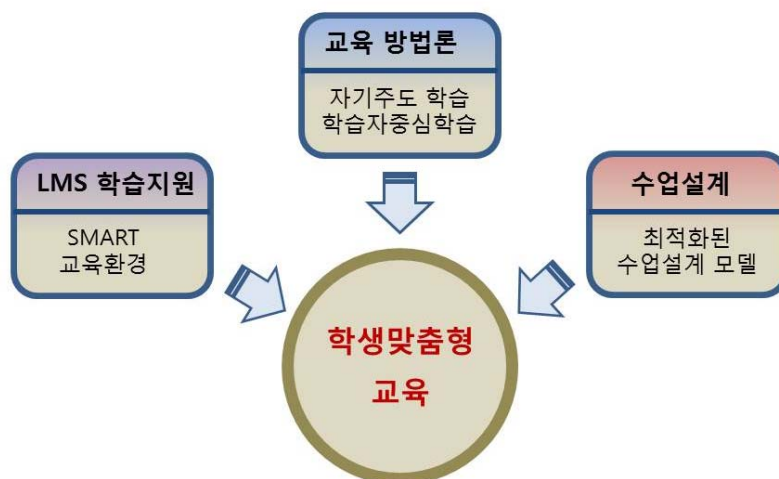 교육 방법론
자기주도 학습
학습자중심학습
LMS 학습지원
SMART
교육환경
수업설계
최적화된
수업설계 모델
학생맞춤형
교육